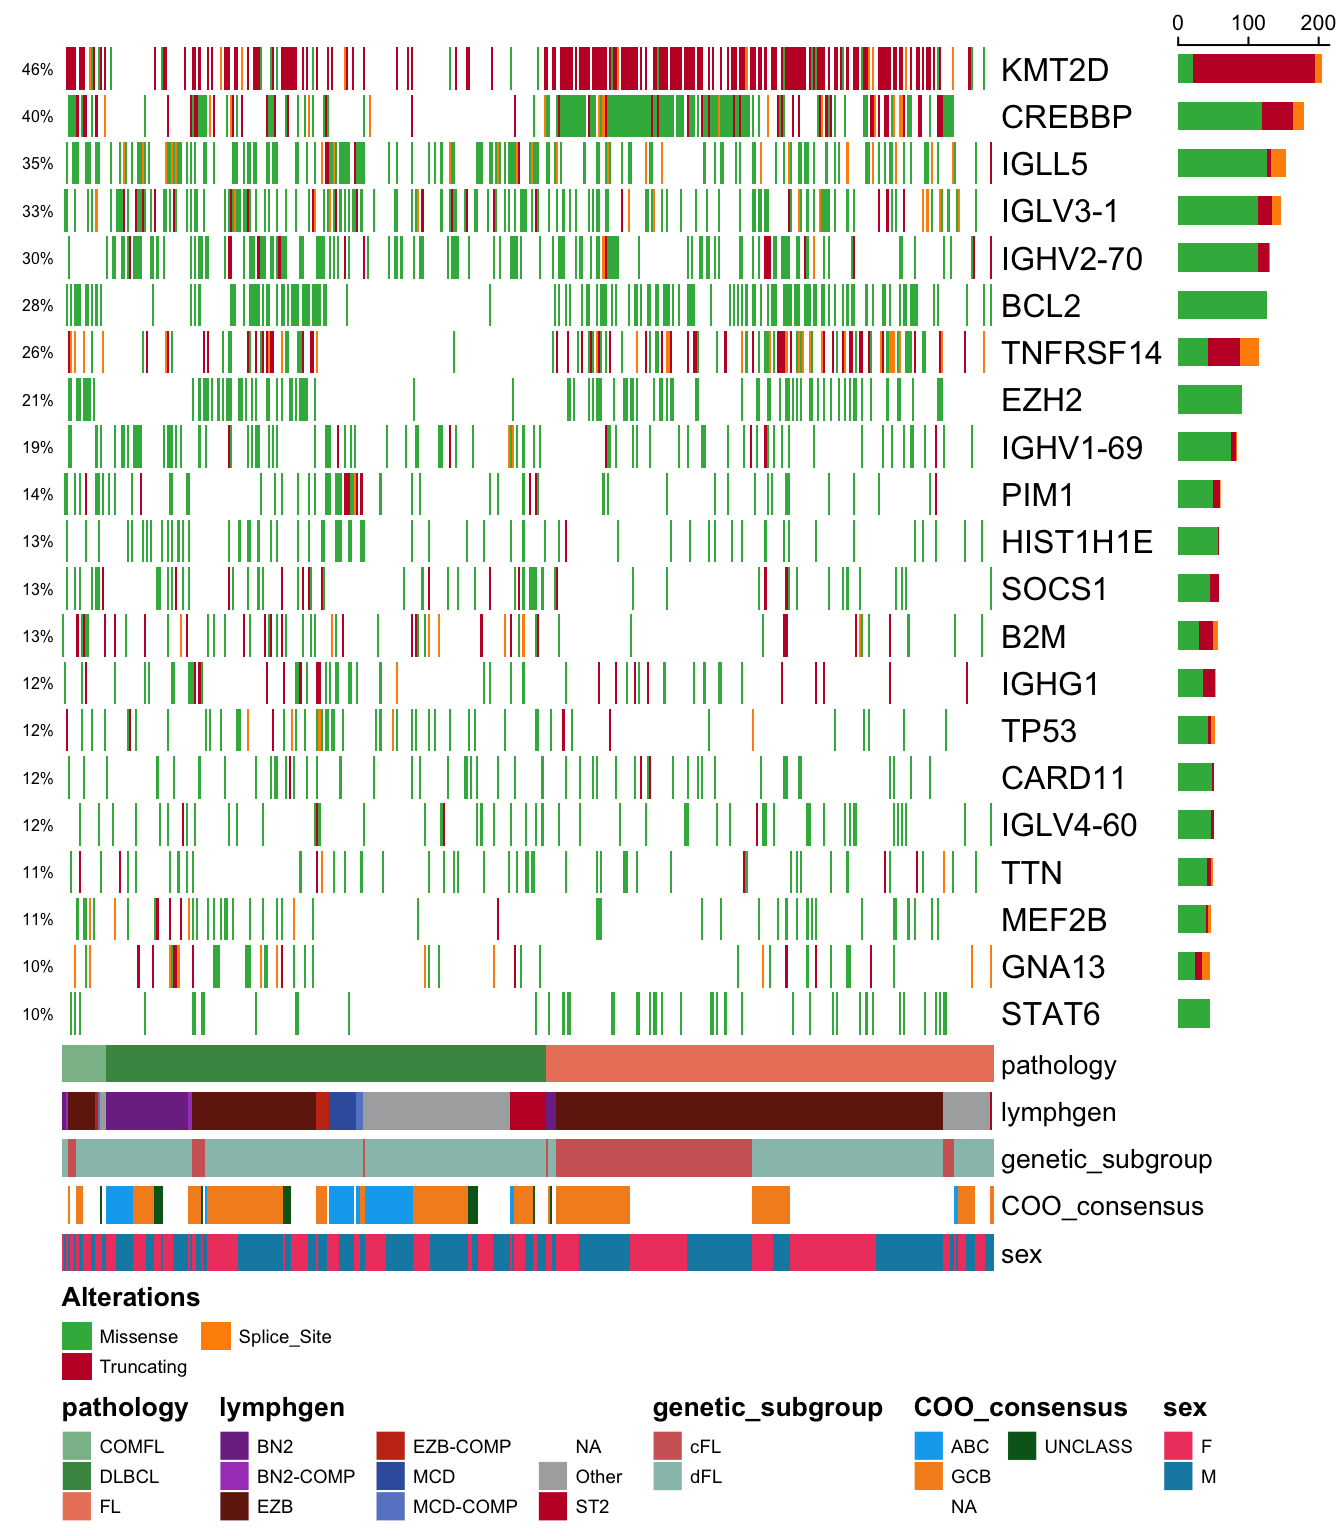 0 100 200
46% KMT2D
40% CREBBP
35% IGLL5
33% IGLV3-1
30% IGHV2-70
28% BCL2
26% TNFRSF14
21% EZH2
19% IGHV1-69
14% PIM1
13% HIST1H1E
13% SOCS1
13% B2M
12% IGHG1
12% TP53
12% CARD11
12% IGLV4-60
11% TTN
11% MEF2B
10% GNA13
10% STAT6
pathology
lymphgen
genetic_subgroup
COO_consensus
sex
Alterations
Missense Splice_Site
Truncating
pathology lymphgen genetic_subgroup COO_consensus sex
COMFL BN2 EZB-COMP NA cFL ABC UNCLASS F
DLBCL BN2-COMP MCD Other dFL GCB M
FL EZB MCD-COMP ST2 NA